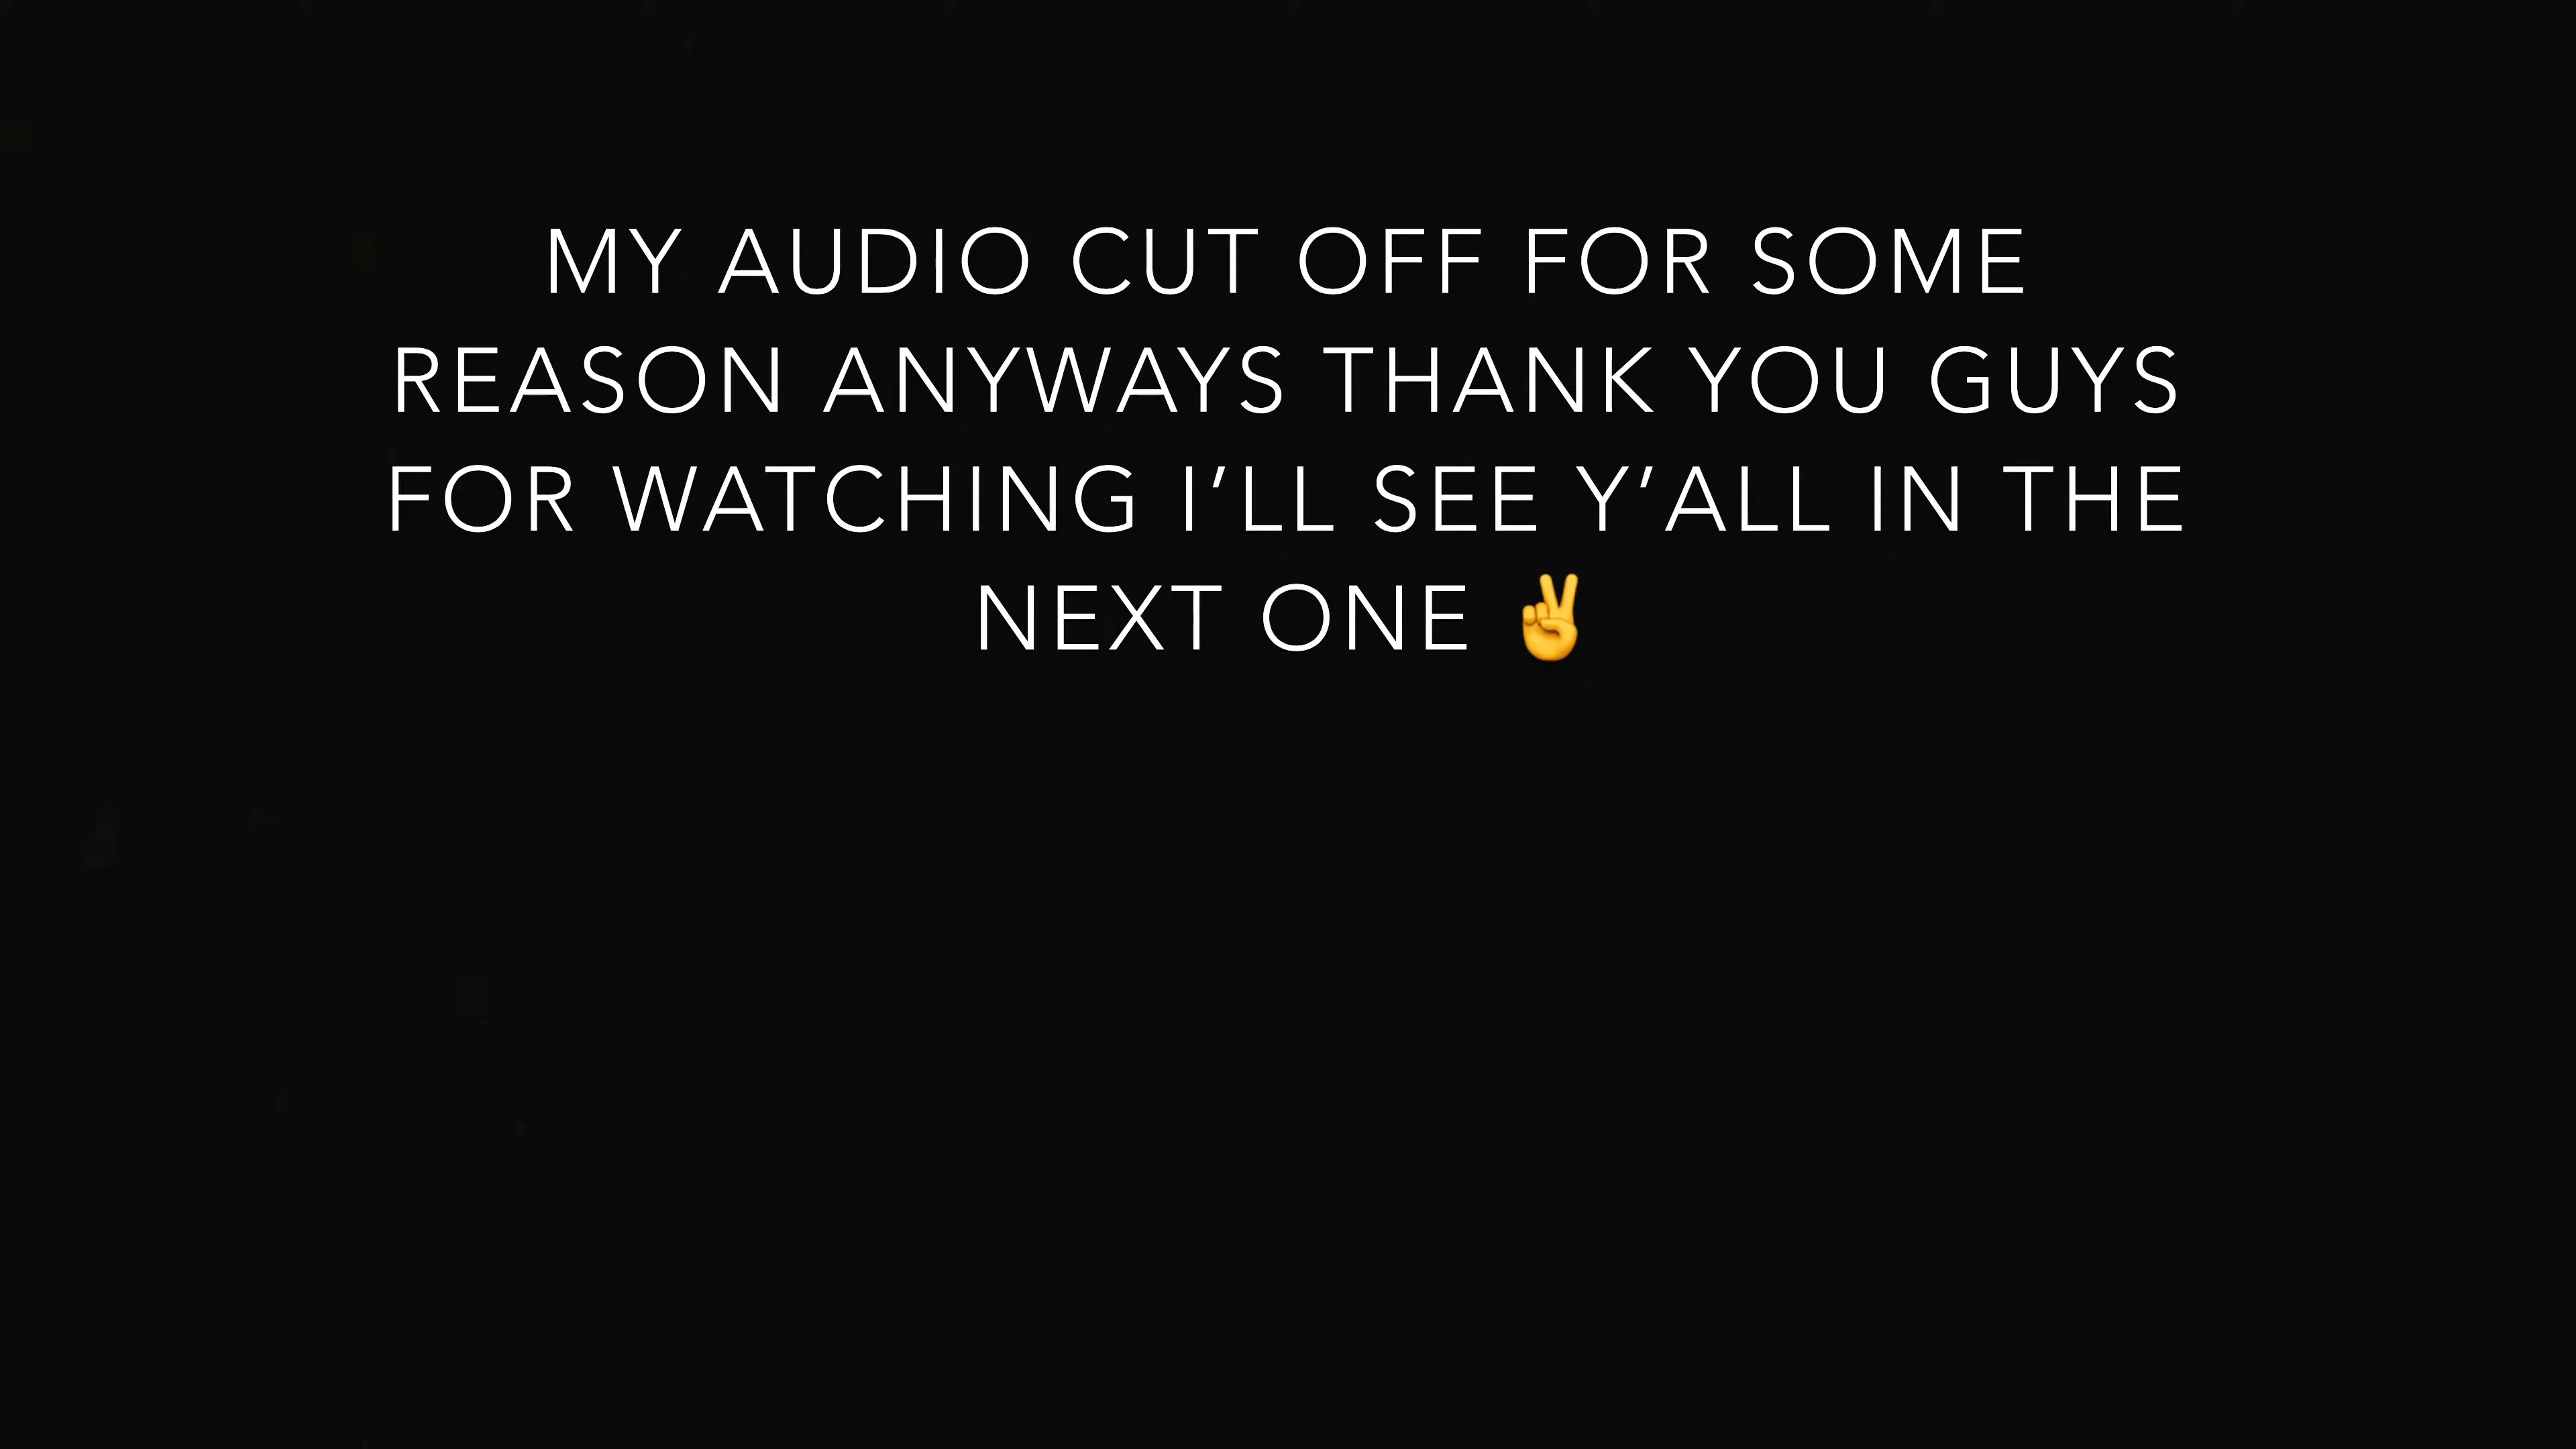 MY AUDIO CUT OFF FOR SOME
REASON ANYWAYS THANK YOU GUYS
FOR WATCHING I’LL SEE Y’ALL IN THE
NEXT ONE ✌️